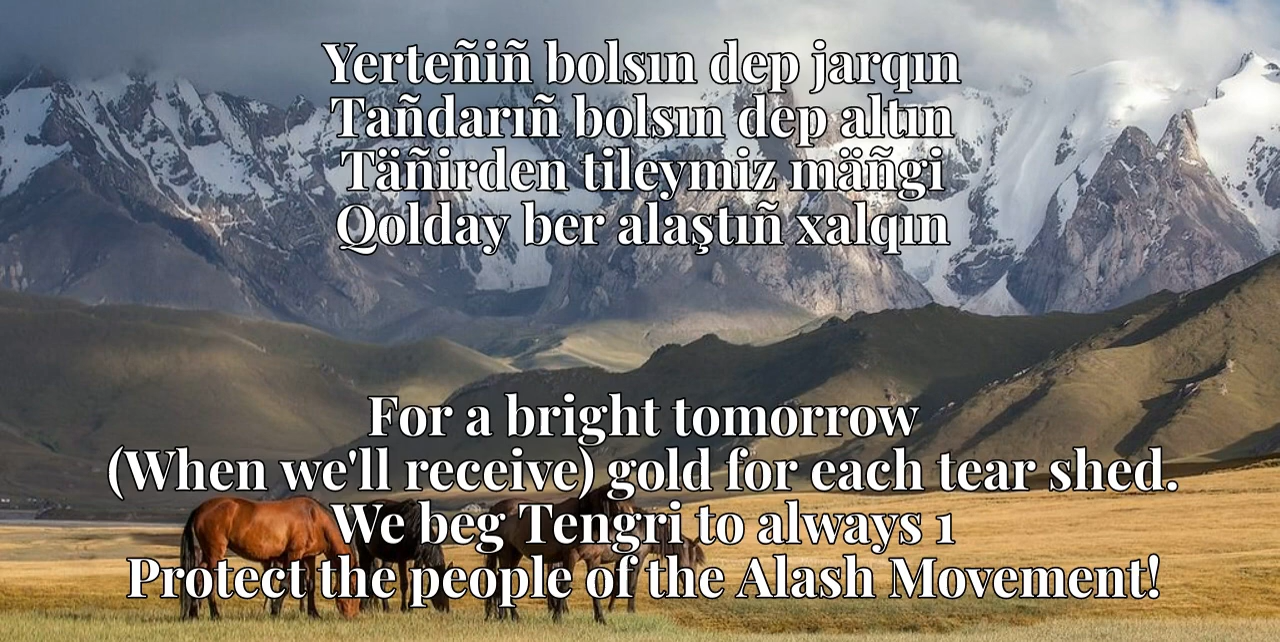 Yerteñiñ bolsın dep jarqın
Tañdarıñ bolsın dep altın
Täñirden tileymiz mäñgi
Qolday ber alaştıñ xalqın
For a bright tomorrow
(When we'll receive) gold for each tear shed.
We beg Tengri to always 1
Protect the people of the Alash Movement!